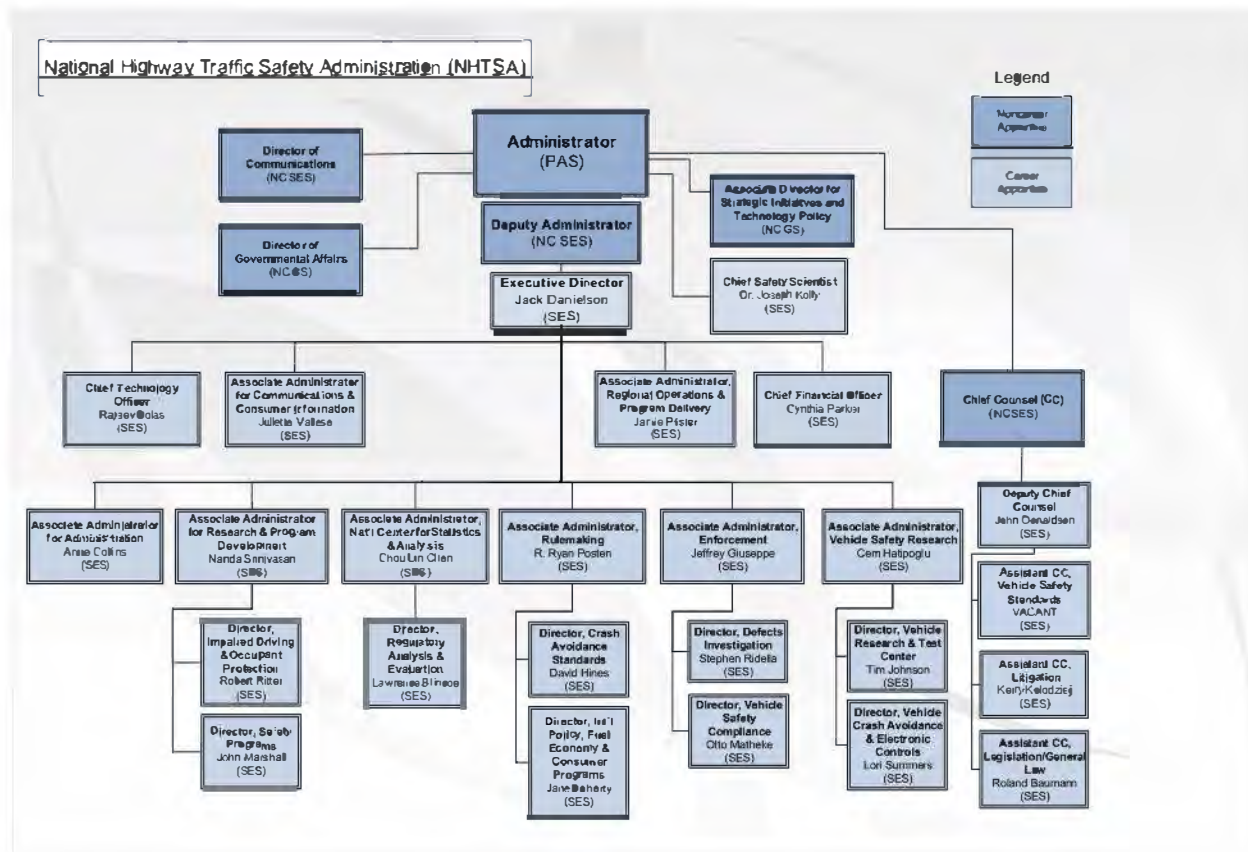 National Highway Traffic Safety Administration (NHTSA)
Legend
Noncareer
Appointee
Career
Appointee
Administrator
(PAS)
Director of
Communications
(NC SES)
Director of
Governmental Affairs
(NC GS)
Deputy Administrator
(NC SES)
Associate Director for
Strategic Initiatives and
Technology Policy
(NC GS)
Executive Director
Jack Danielson
(SES)
Chief Safety Scientist
Dr. Joseph Kolly
(SES)
Chief Technology
Officer
(SES)
Associate Administrator
for Communications &
Consumer Information
Juliette Vallese
(SES)
Associate Administrator,
Regional Operations &
Program Delivery
Jamie Pfister
(SES)
Chief Financial Officer
Cynthia Parker
(SES)
Chief Counsel (CC)
(NCSES)
Associate Administrator
for Administration
Anne Collins
(SES)
Associate Administrator
for Research & Program
Development
Nanda Srinivasan
(SES)
Associate Administrator,
Nat'l Center for Statistics
& Analysis
Chou Lin Chen
(SES)
Associate Administrator,
Rulemaking
R. Ryan Posten
(SES)
Associate Administrator,
Enforcement
Jeffrey Giuseppe
(SES)
Associate Administrator,
Vehicle Safety Research
Cem Hatipoglu
(SES)
Deputy Chief
Counsel
John Donaldson
(SES)
Director,
Impaired Driving
& Occupant
Protection
Robert Ritter
(SES)
Director, Safety
Programs
John Marshall
(SES)
Director,
Regulatory
Analysis &
Evaluation
Lawrence Blincoe
(SES)
Director, Crash
Avoidance
Standards
David Hines
(SES)
Director, Int'l
Policy, Fuel
Economy &
Consumer
Programs
Jane Doherty
(SES)
Director, Defects
Investigation
Stephen Ridella
(SES)
Director, Vehicle
Safety
Compliance
Otto Matheke
(SES)
Director, Vehicle
Research & Test
Center
Tim Johnson
(SES)
Director, Vehicle
Crash Avoidance
& Electronic
Controls
Lori Summers
(SES)
Assistant CC,
Vehicle Safety
Standards
VACANT
(SES)
Assistant CC,
Litigation
Kerry Kolodziej
(SES)
Assistant CC,
Legislation/General
Law
Roland Baumann
(SES)